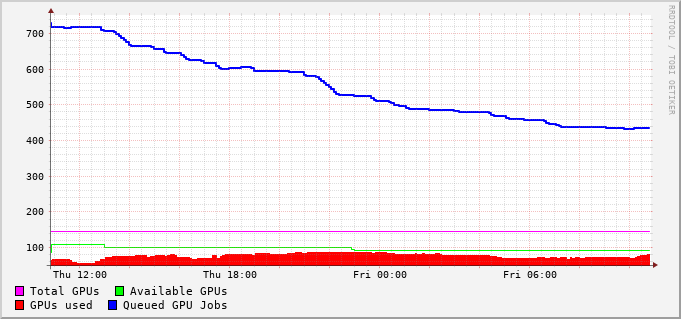 700
600
500
400
300
200
100
Thu 12:00 Thu 18:00 Fri 00:00 Fri 06:00
Total GPUs Available GPUs
GPUs used Queued GPU Jobs
RRDTOOL / TOBI OETIKER